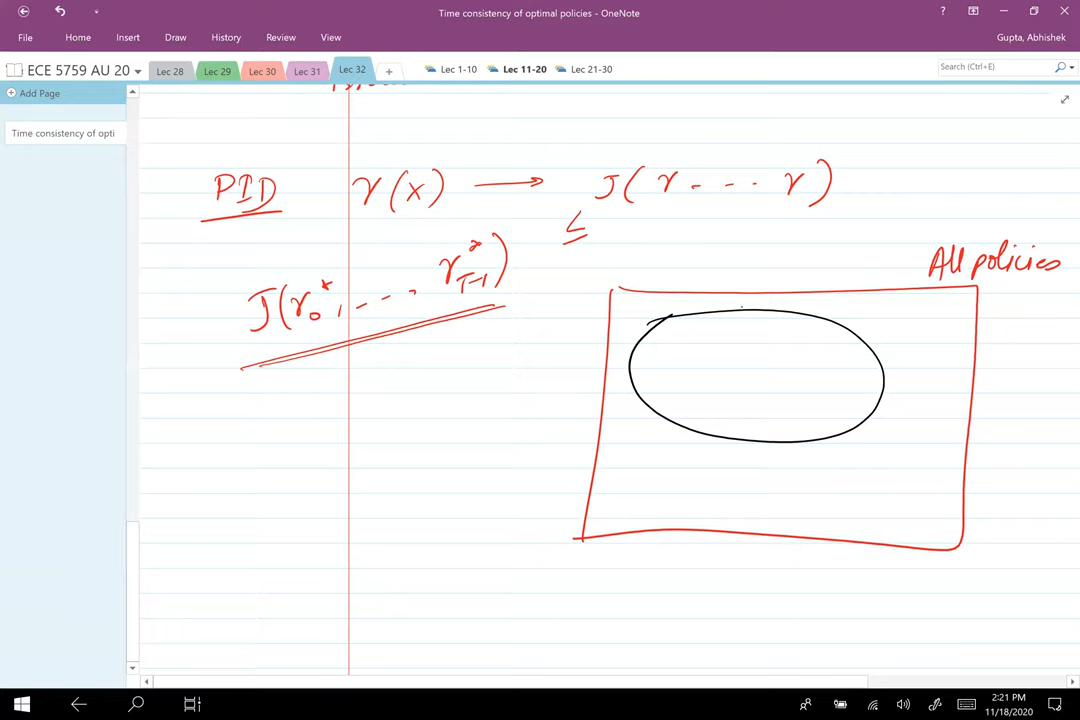 Time consistency of optimal policies - OneNote
?
File Home Insert Draw History Review View
Gupta, Abhishek
ECE 5759 AU 20 Lec 28 Lec 29 Lec 30 Lec 31 Lec 32 + Lec 1-10 Lec 11-20 Lec 21-30 Search (Ctrl+E)
Add Page
Time consistency of opti
PID γ(x) → J(γ - - - γ)
≤
J(γ₀*, - - - , γ*_{T-1})
All policies
2:21 PM
11/18/2020